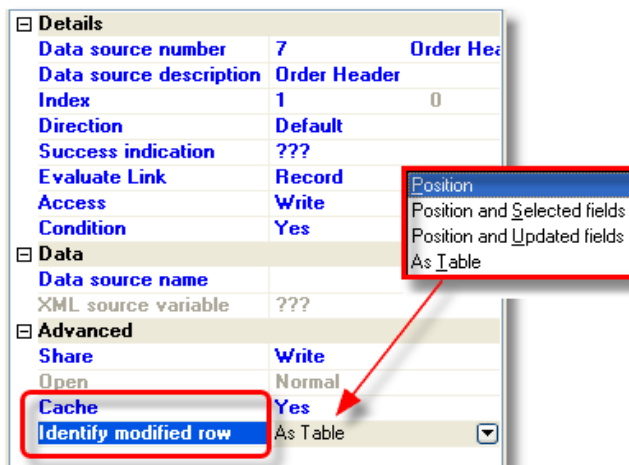 Details
Data source number 7 Order Hea
Data source description Order Header
Index 1 0
Direction Default
Success indication ???
Evaluate Link Record
Access Write
Condition Yes
Data
Data source name
XML source variable ???
Advanced
Share Write
Open Normal
Cache Yes
Identify modified row As Table
Position
Position and Selected fields
Position and Updated fields
As Table